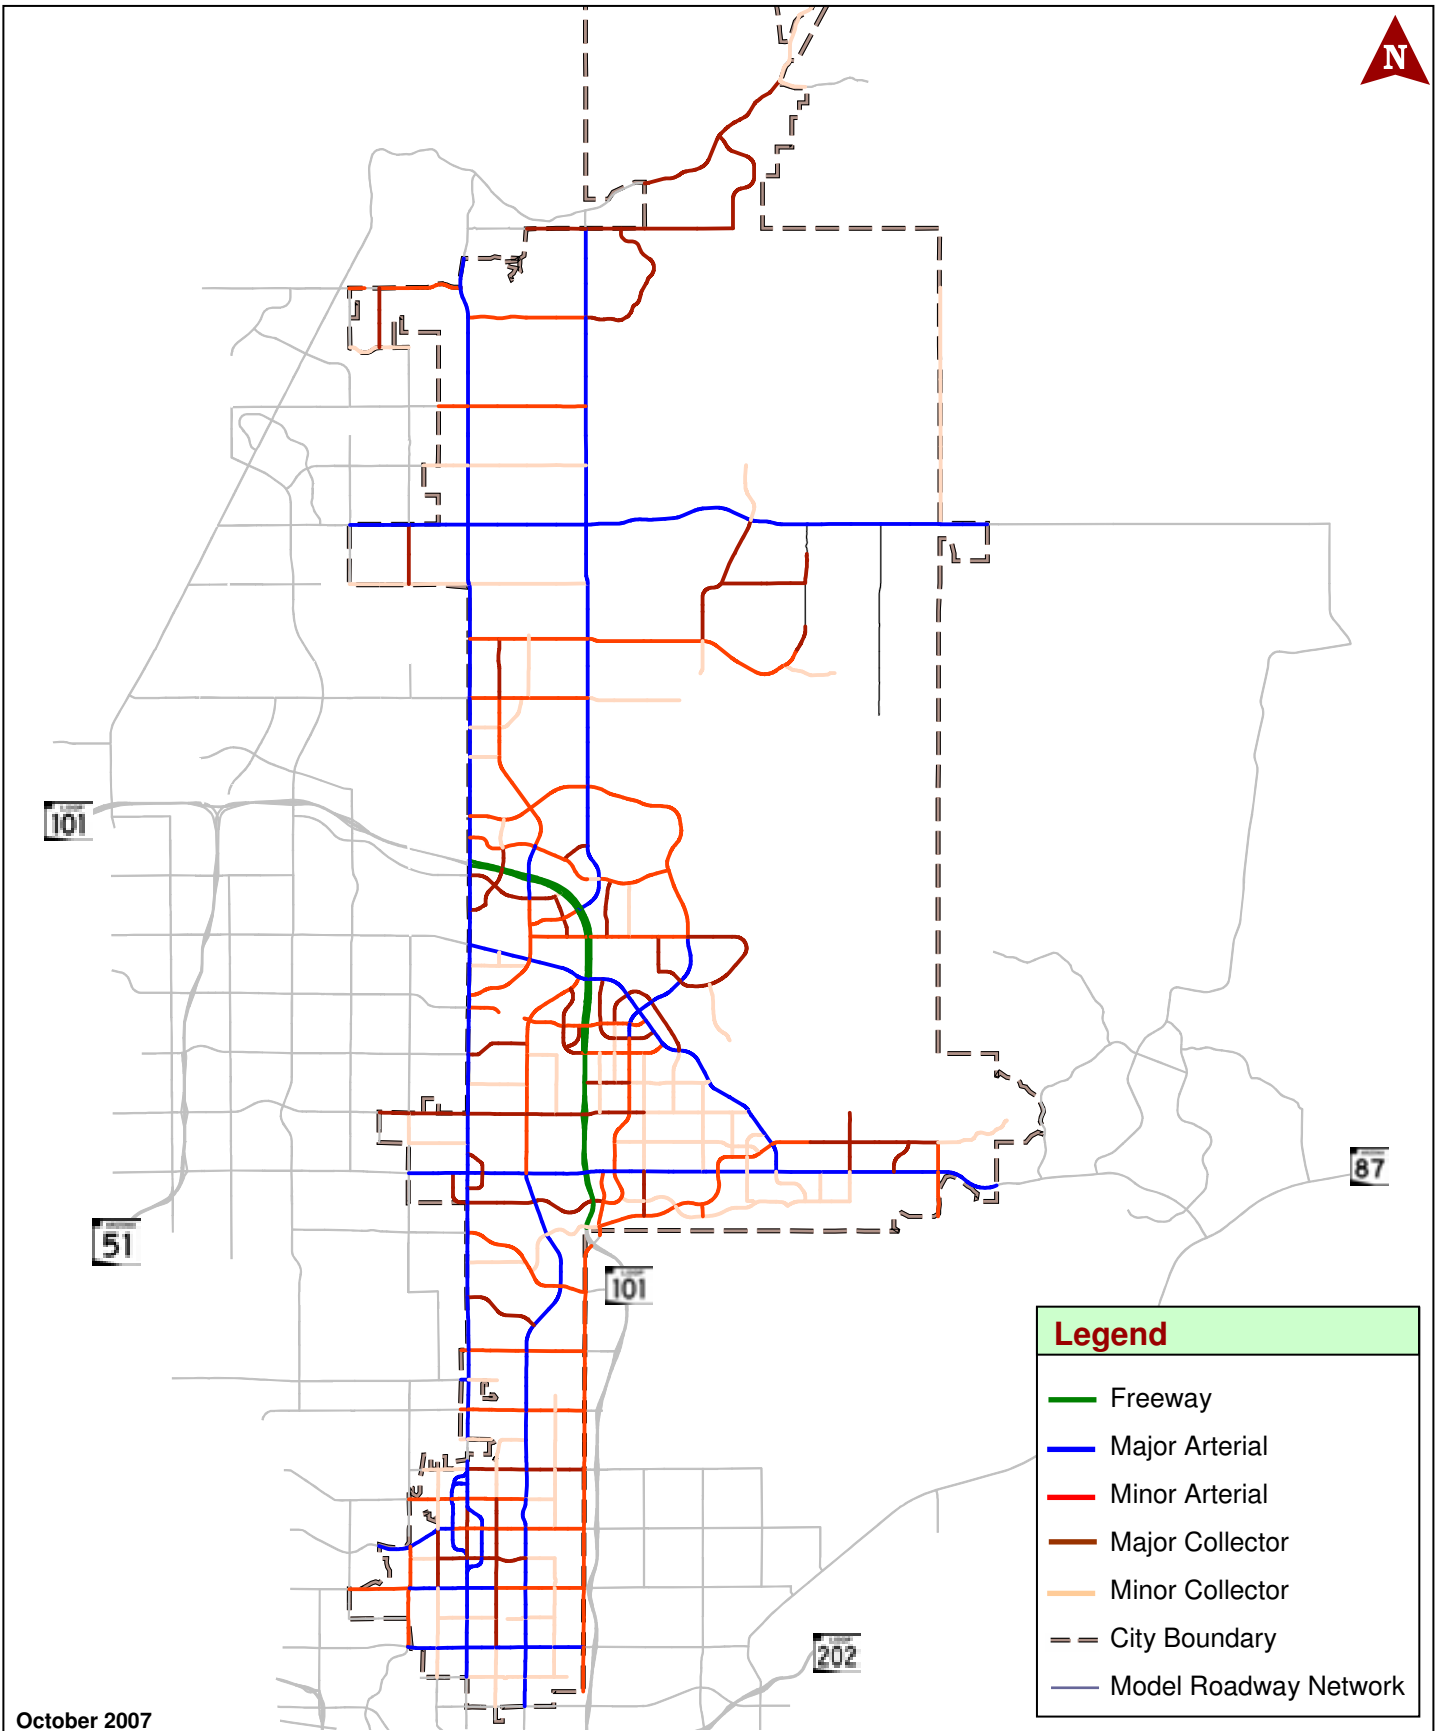 N
101
51
101
87
202
Legend
Freeway
Major Arterial
Minor Arterial
Major Collector
Minor Collector
City Boundary
Model Roadway Network
October 2007